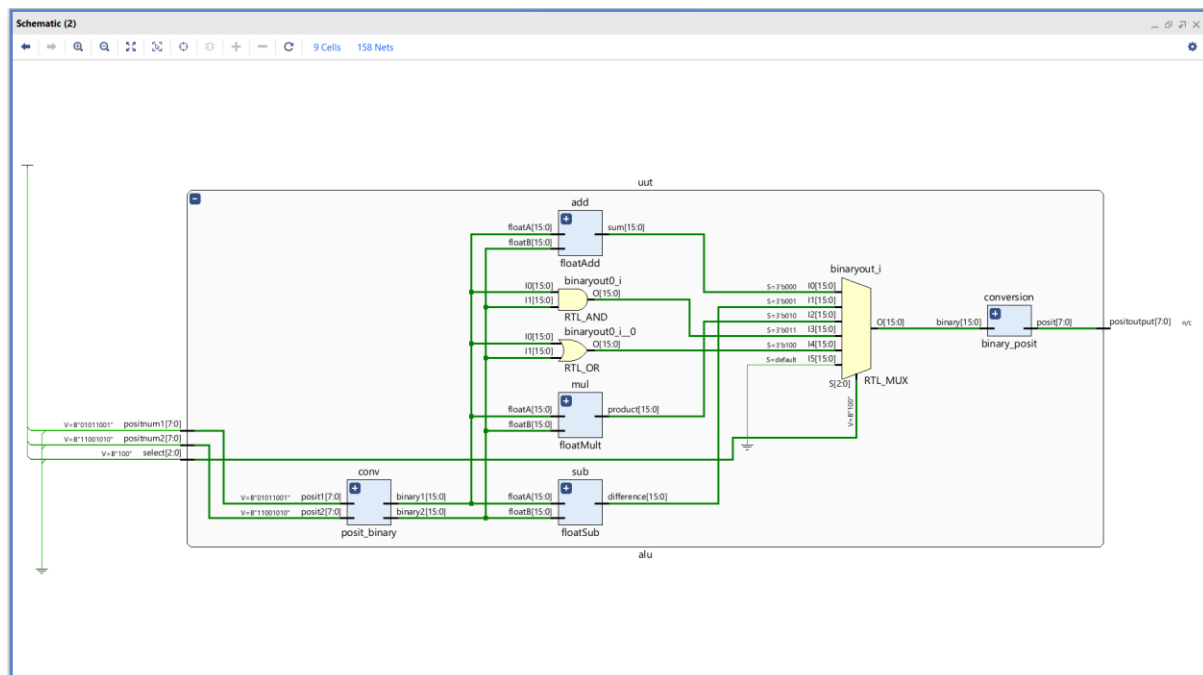 Schematic (2)
9 Cells 158 Nets
uut
add
floatA[15:0] sum[15:0]
floatB[15:0]
floatAdd
binaryout0_i
I0[15:0] O[15:0]
I1[15:0]
RTL_AND
binaryout0_i__0
I0[15:0] O[15:0]
I1[15:0]
RTL_OR
mul
floatA[15:0] product[15:0]
floatB[15:0]
floatMult
sub
floatA[15:0] difference[15:0]
floatB[15:0]
floatSub
binaryout_i
S=3'b000 I0[15:0]
S=3'b001 I1[15:0]
S=3'b010 I2[15:0] O[15:0]
S=3'b011 I3[15:0]
S=3'b100 I4[15:0]
S=default I5[15:0]
S[2:0] RTL_MUX
V=B"100"
conversion
binary[15:0] posit[7:0]
binary_posit
positoutput[7:0] n/c
V=B"01011001" positnum1[7:0]
V=B"11001010" positnum2[7:0]
V=B"100" select[2:0]
conv
V=B"01011001" posit1[7:0] binary1[15:0]
V=B"11001010" posit2[7:0] binary2[15:0]
posit_binary
alu